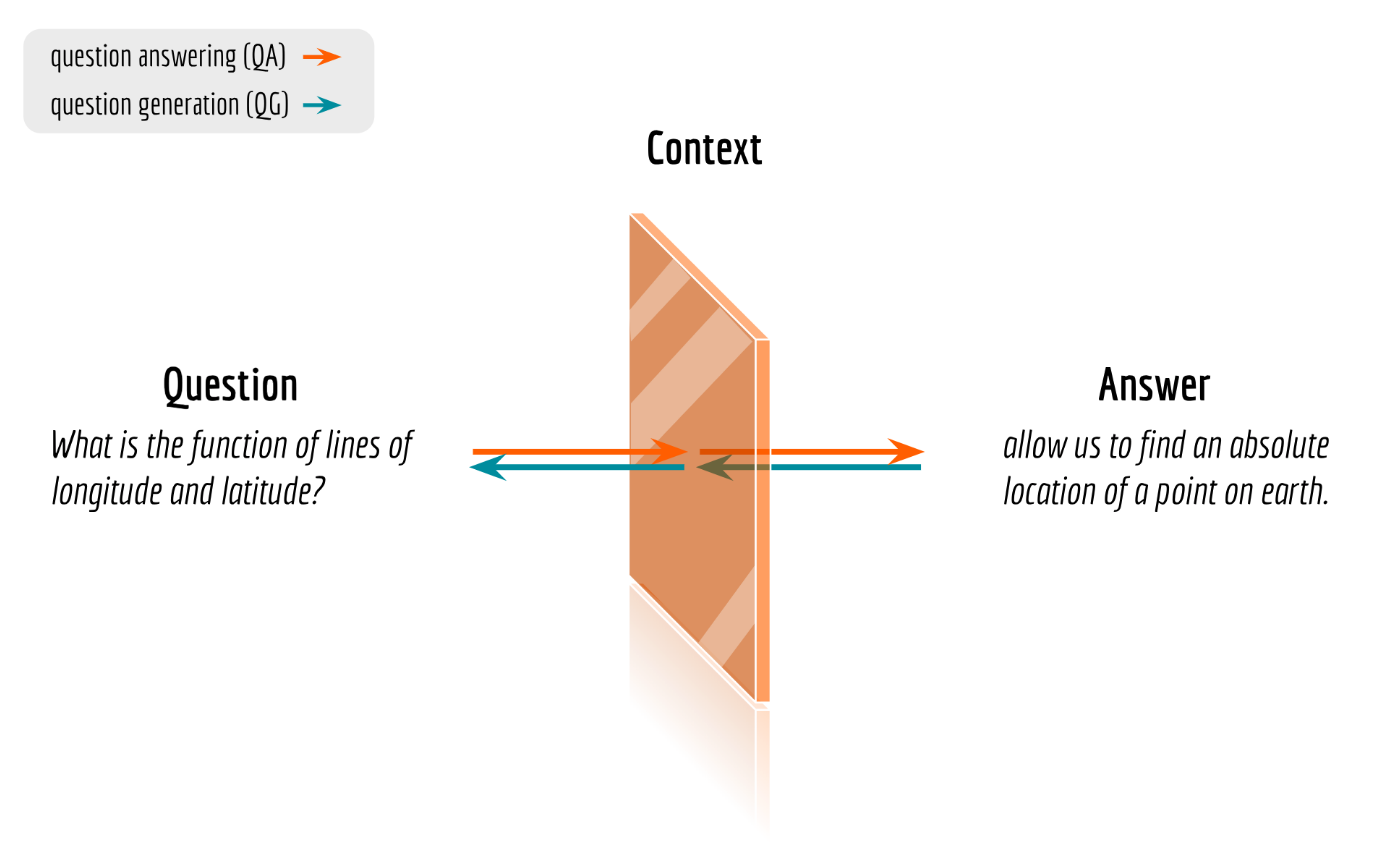 question answering (QA)
question generation (QG)
Context
Question
What is the function of lines of
longitude and latitude?
Answer
allow us to find an absolute
location of a point on earth.